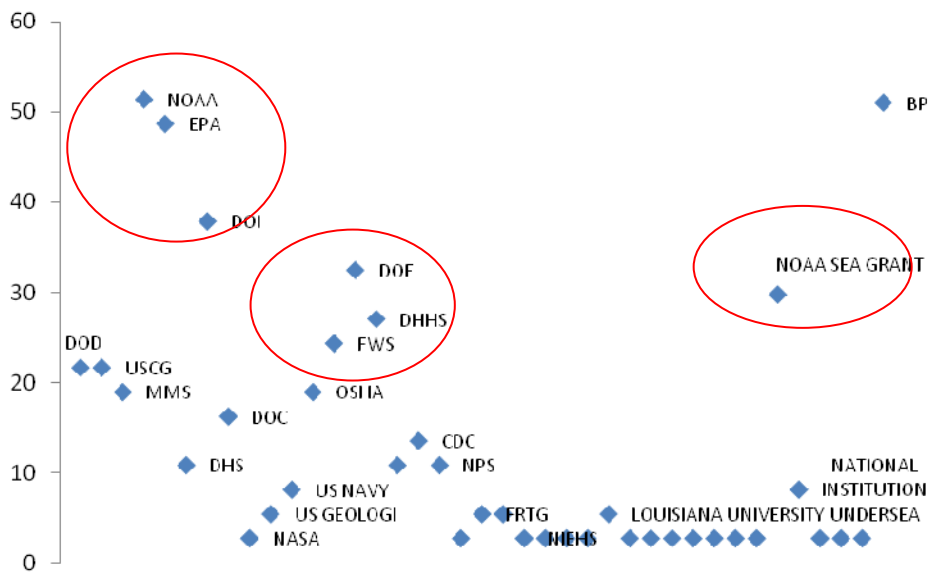 60
50
40
30
20
10
0
NOAA
EPA
BP
DOI
NOAA SEA GRANT
DOE
DHHS
FWS
DOD
USCG
MMS
OSHA
DOC
CDC
DHS
NPS
NATIONAL
US NAVY
INSTITUTION
US GEOLOGI
FRTG
LOUISIANA UNIVERSITY UNDERSEA
NASA
NIEHS